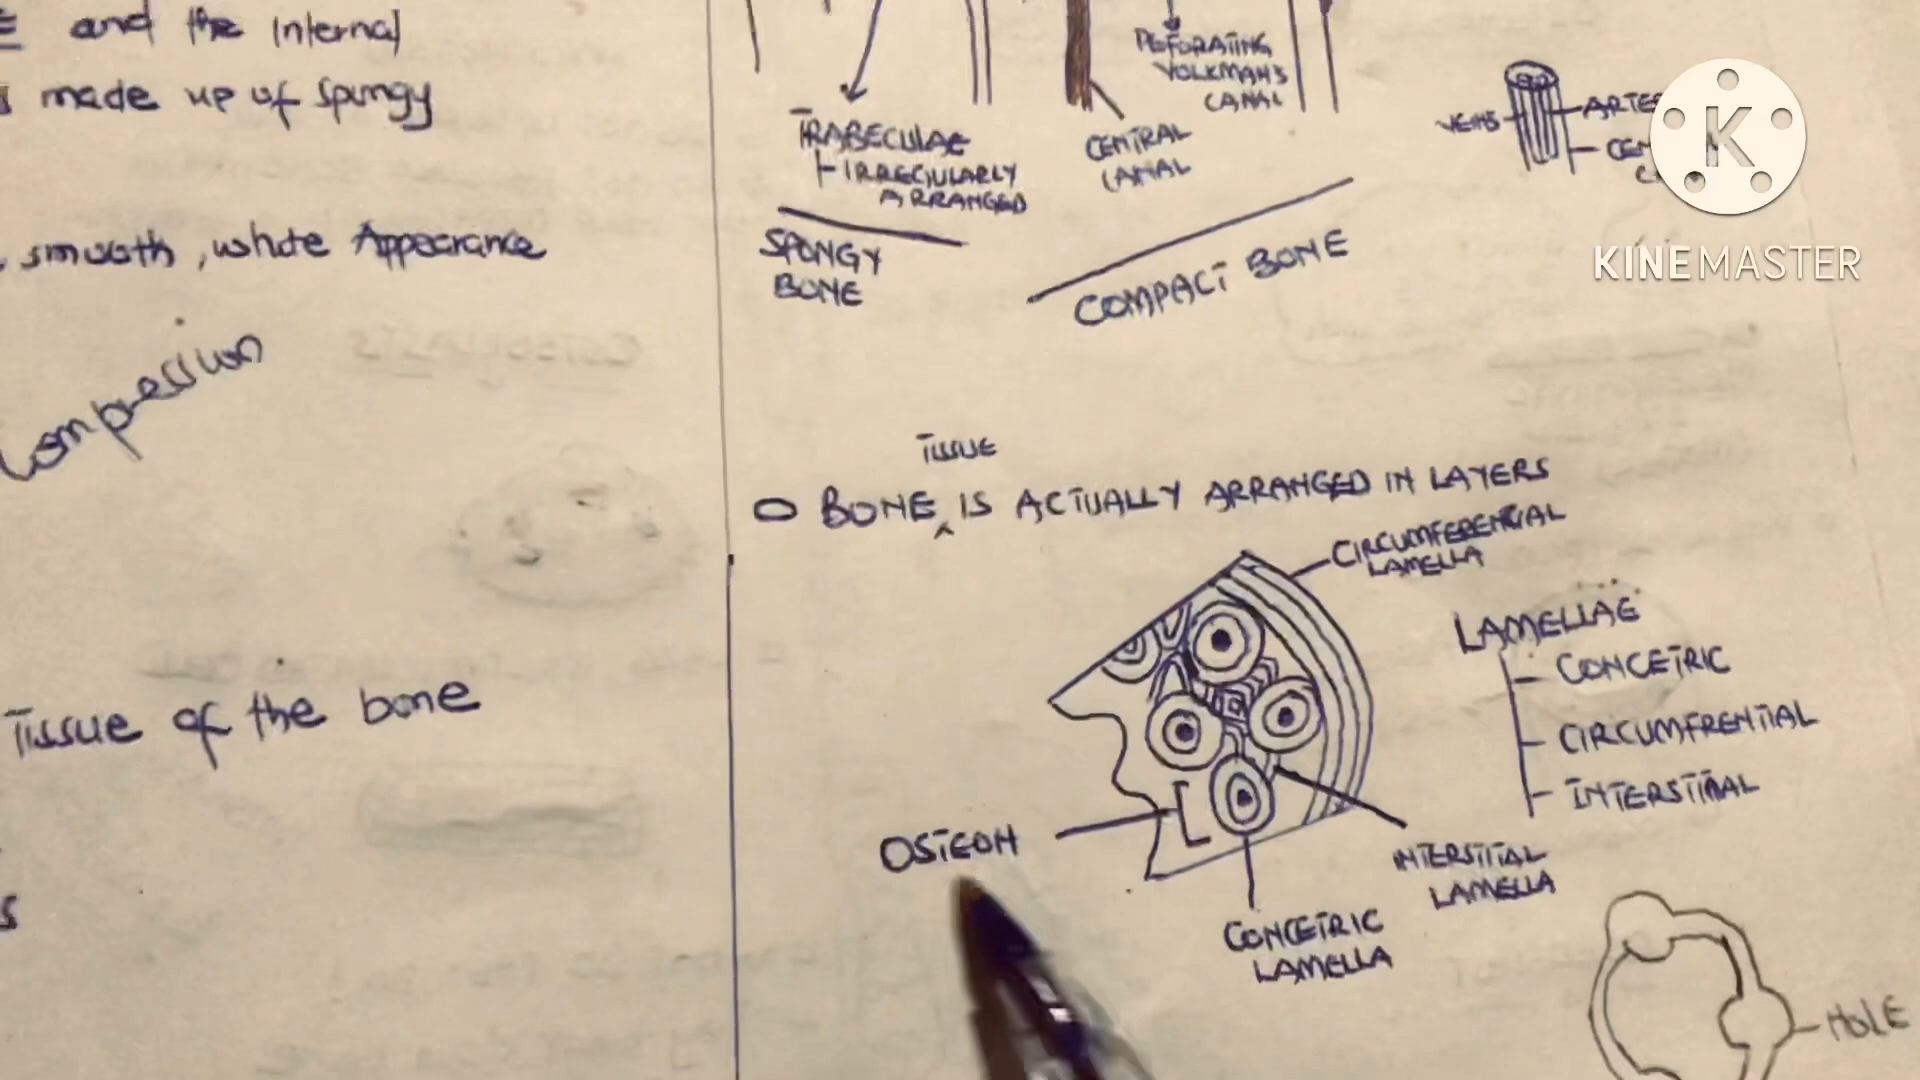 and the Internal
made up of spongy
smooth, white Appearance
Compression
Tissue of the bone
s
PEFORATING
VOLKMAN'S
CANAL
TRABECULAE
IRREGULARLY
ARRANGED
CENTRAL
CANAL
SPONGY
BONE
COMPACT BONE
VEINS
KINEMASTER
TISSUE
BONE ^ IS ACTUALLY ARRANGED IN LAYERS
CIRCUMFERENTIAL
LAMELLA
LAMELLAE
CONCETRIC
CIRCUMFRENTIAL
INTERSTITIAL
OSTEON
INTERSTITIAL
LAMELLA
CONCETRIC
LAMELLA
HOLE